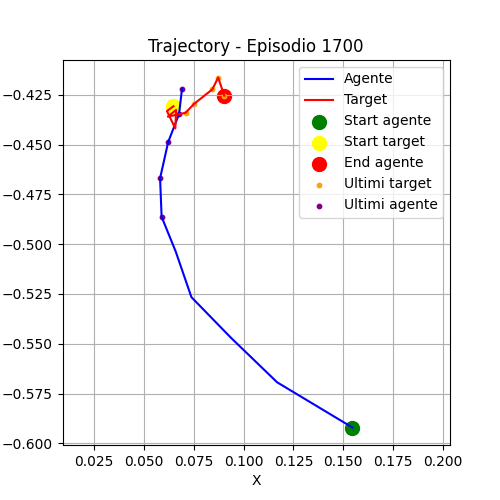 Trajectory - Episodio 1700
Agente
Target
Start agente
Start target
End agente
Ultimi target
Ultimi agente
−0.425
−0.450
−0.475
−0.500
−0.525
−0.550
−0.575
−0.600
0.025 0.050 0.075 0.100 0.125 0.150 0.175 0.200
X